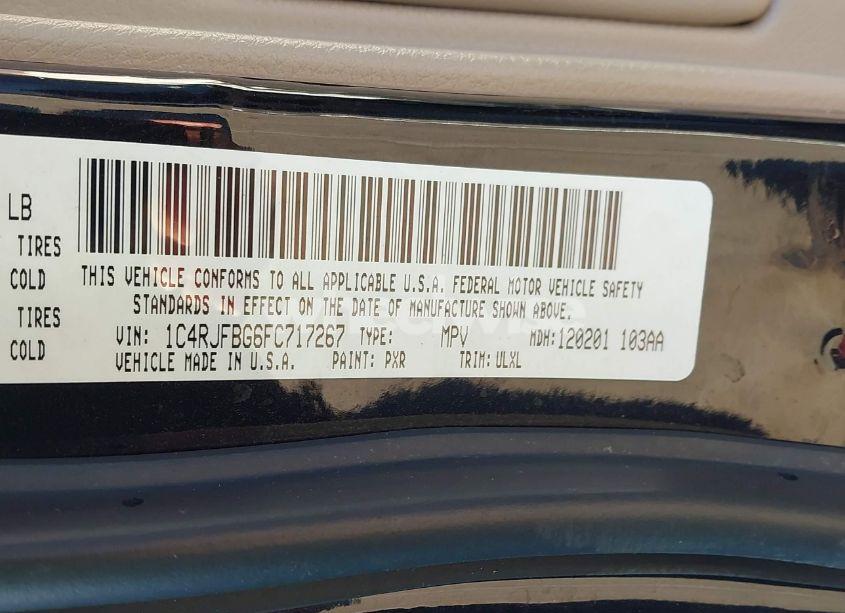 LB
TIRES
COLD
TIRES
COLD
THIS VEHICLE CONFORMS TO ALL APPLICABLE U.S.A. FEDERAL MOTOR VEHICLE SAFETY
STANDARDS IN EFFECT ON THE DATE OF MANUFACTURE SHOWN ABOVE.
VIN: 1C4RJFBG6FC717267 TYPE: MPV MDH:120201 103AA
VEHICLE MADE IN U.S.A. PAINT: PXR TRIM: ULXL